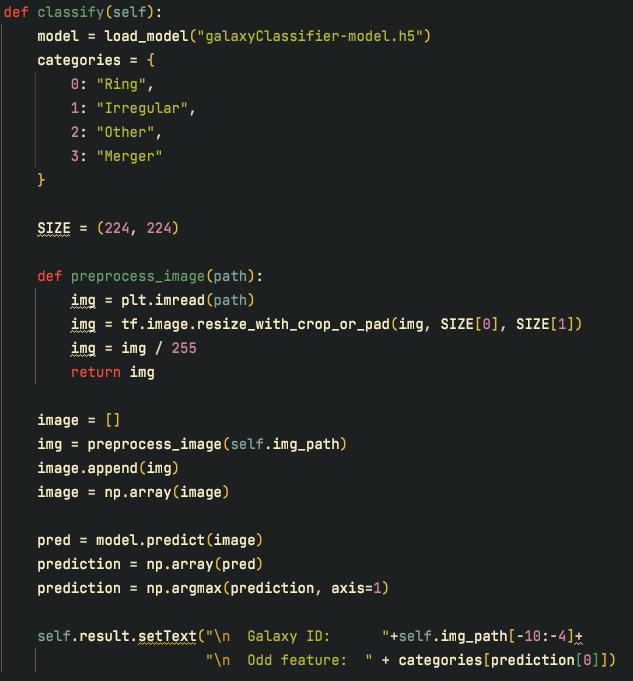 def classify(self):
    model = load_model("galaxyClassifier-model.h5")
    categories = {
        0: "Ring",
        1: "Irregular",
        2: "Other",
        3: "Merger"
    }

    SIZE = (224, 224)

    def preprocess_image(path):
        img = plt.imread(path)
        img = tf.image.resize_with_crop_or_pad(img, SIZE[0], SIZE[1])
        img = img / 255
        return img

    image = []
    img = preprocess_image(self.img_path)
    image.append(img)
    image = np.array(image)

    pred = model.predict(image)
    prediction = np.array(pred)
    prediction = np.argmax(prediction, axis=1)

    self.result.setText("\n  Galaxy ID:      "+self.img_path[-10:-4]+
                        "\n  Odd feature:  " + categories[prediction[0]])